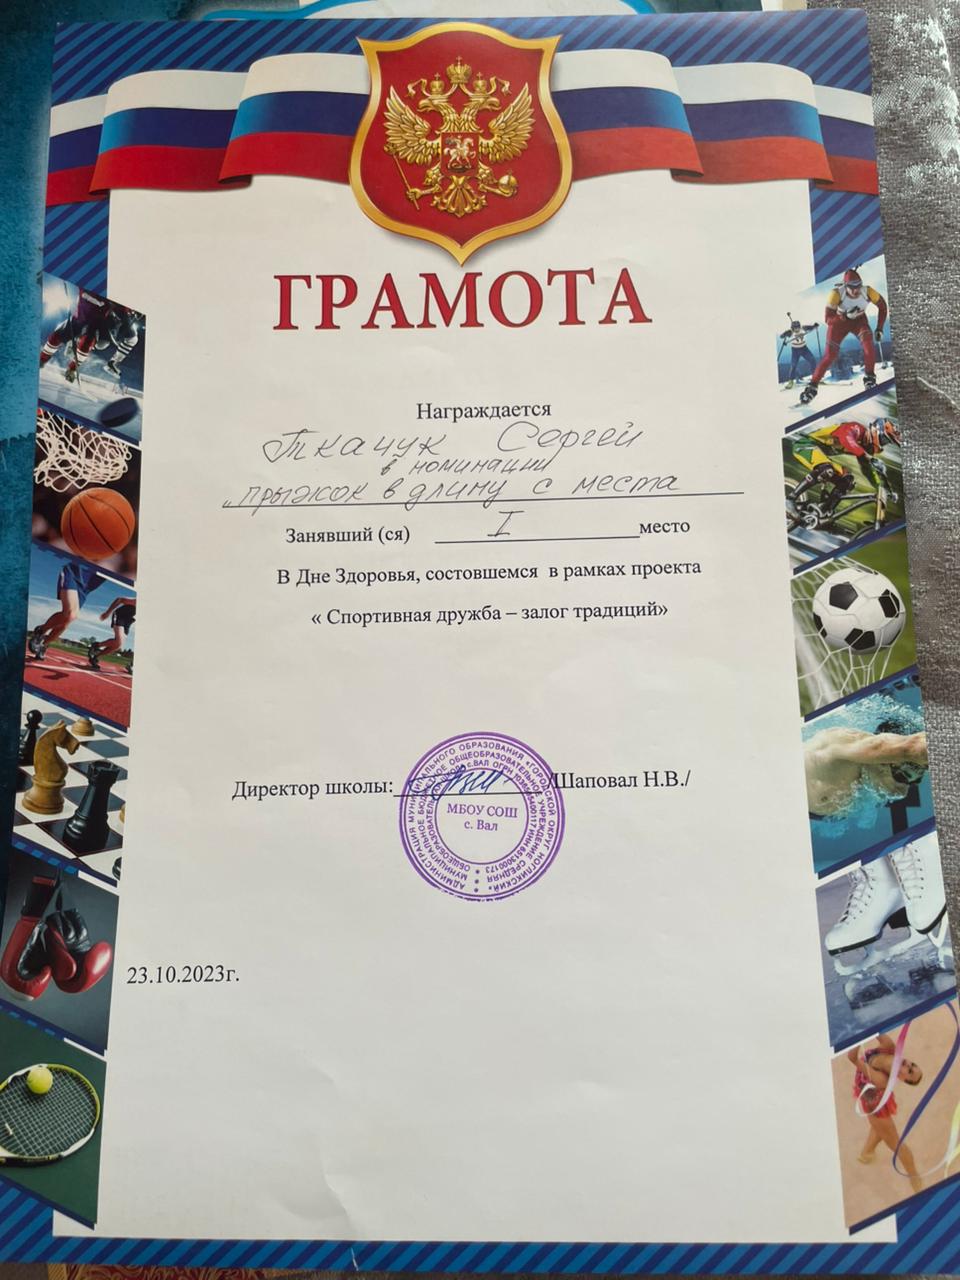 ГРАМОТА
Награждается
Ткачук Сергей
в номинации
„прыжок в длину с места
Занявший (ся) I место
В Дне Здоровья, состовшемся в рамках проекта
« Спортивная дружба – залог традиций»
Директор школы: /Шаповал Н.В./
МБОУ СОШ
с. Вал
23.10.2023г.